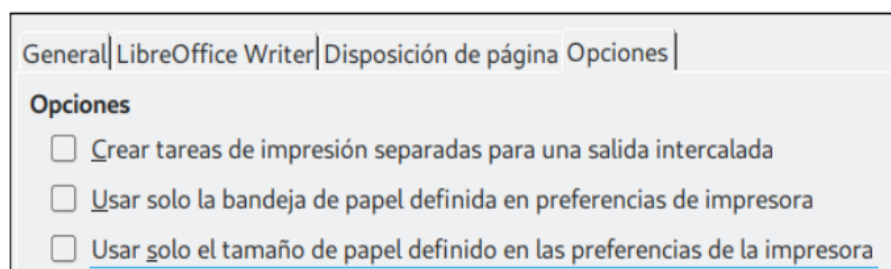 General LibreOffice Writer Disposición de página Opciones
Opciones
Crear tareas de impresión separadas para una salida intercalada
Usar solo la bandeja de papel definida en preferencias de impresora
Usar solo el tamaño de papel definido en las preferencias de la impresora